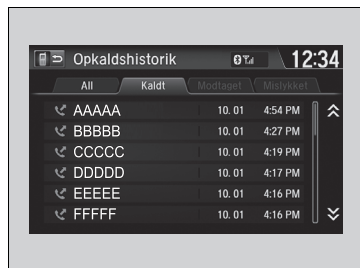 Opkaldshistorik 12:34
All Kaldt Modtaget Mislykket
AAAAA 10. 01 4:54 PM
BBBBB 10. 01 4:27 PM
CCCCC 10. 01 4:19 PM
DDDDD 10. 01 4:17 PM
EEEEE 10. 01 4:16 PM
FFFFF 10. 01 4:16 PM